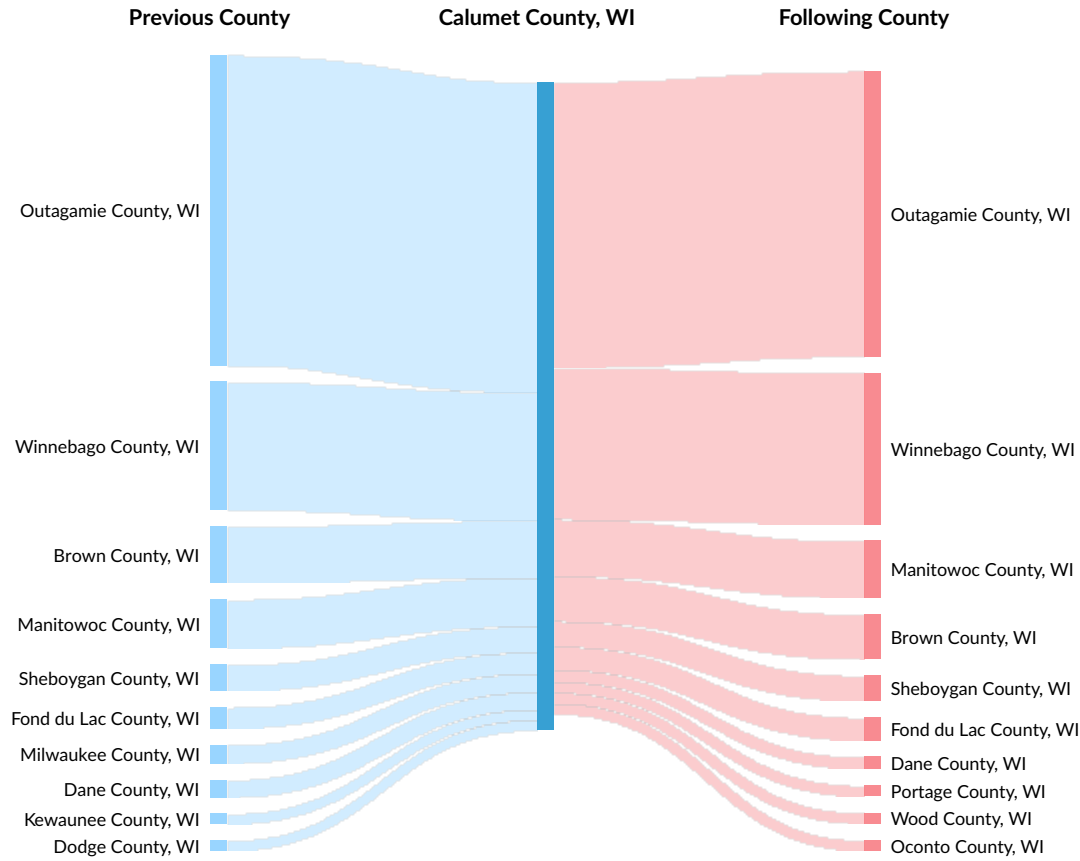 Previous County
Calumet County, WI
Following County
Outagamie County, WI
Winnebago County, WI
Brown County, WI
Manitowoc County, WI
Sheboygan County, WI
Fond du Lac County, WI
Milwaukee County, WI
Dane County, WI
Kewaunee County, WI
Dodge County, WI
Outagamie County, WI
Winnebago County, WI
Manitowoc County, WI
Brown County, WI
Sheboygan County, WI
Fond du Lac County, WI
Dane County, WI
Portage County, WI
Wood County, WI
Oconto County, WI